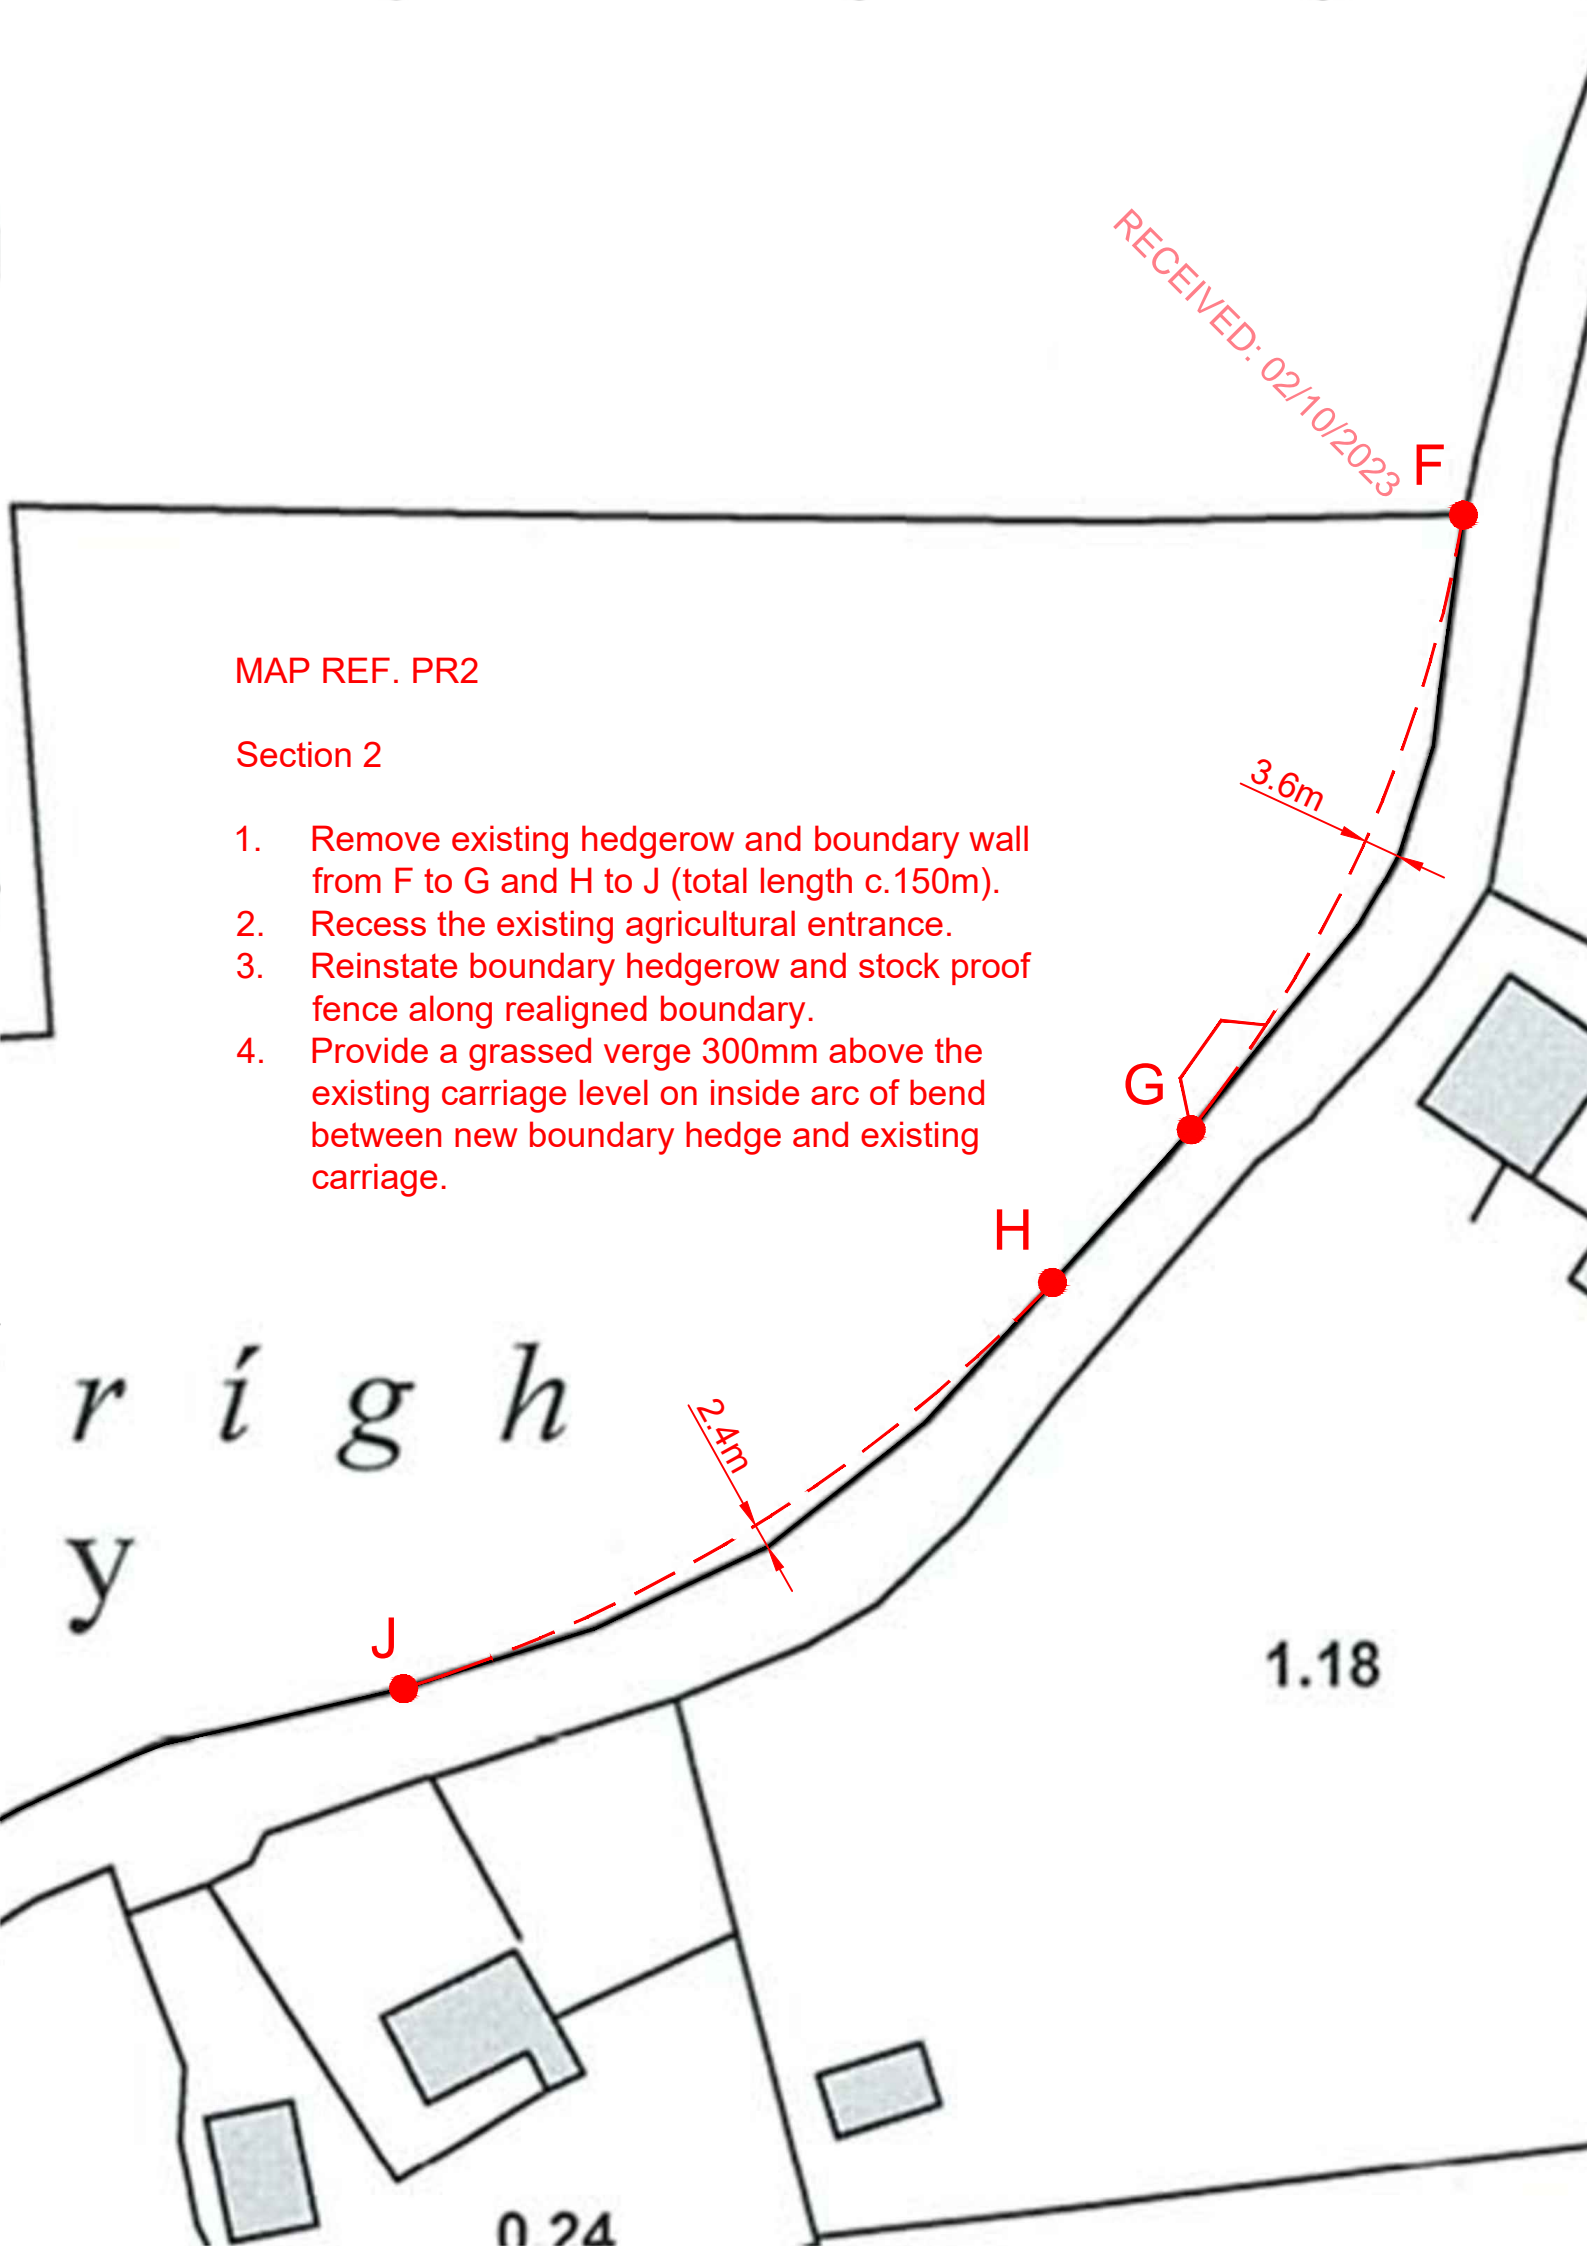 RECEIVED: 02/10/2023
F
MAP REF. PR2
Section 2
3.6m
1. Remove existing hedgerow and boundary wall
from F to G and H to J (total length c.150m).
2. Recess the existing agricultural entrance.
3. Reinstate boundary hedgerow and stock proof
fence along realigned boundary.
4. Provide a grassed verge 300mm above the
existing carriage level on inside arc of bend
between new boundary hedge and existing
carriage.
G
H
r í g h
2.4m
y
J
1.18
0.24